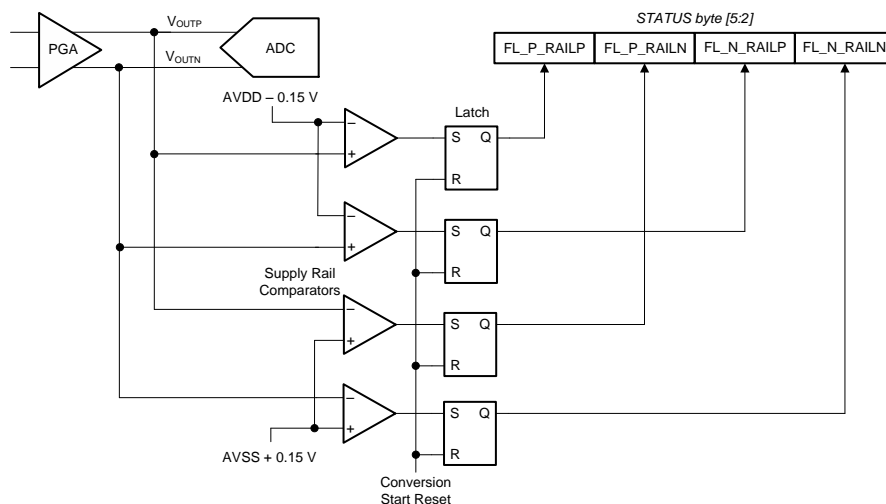 STATUS byte [5:2]
VOUTP
PGA
ADC
FL_P_RAILP FL_P_RAILN FL_N_RAILP FL_N_RAILN
VOUTN
AVDD – 0.15 V
Latch
−
+
S Q
R
−
+
S Q
R
Supply Rail
Comparators
−
+
S Q
R
−
+
S Q
R
AVSS + 0.15 V
Conversion
Start Reset